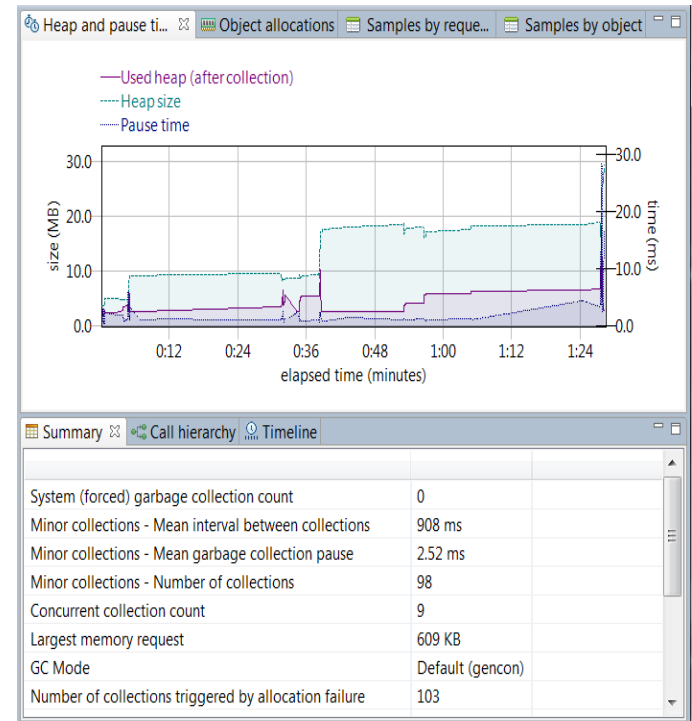 Heap and pause ti... Object allocations Samples by reque... Samples by object
Used heap (after collection)
Heap size
Pause time
30.0 30.0
20.0 20.0
10.0 10.0
0.0 0.0
size (MB)
time (ms)
0:12 0:24 0:36 0:48 1:00 1:12 1:24
elapsed time (minutes)
Summary Call hierarchy Timeline
System (forced) garbage collection count 0
Minor collections - Mean interval between collections 908 ms
Minor collections - Mean garbage collection pause 2.52 ms
Minor collections - Number of collections 98
Concurrent collection count 9
Largest memory request 609 KB
GC Mode Default (gencon)
Number of collections triggered by allocation failure 103